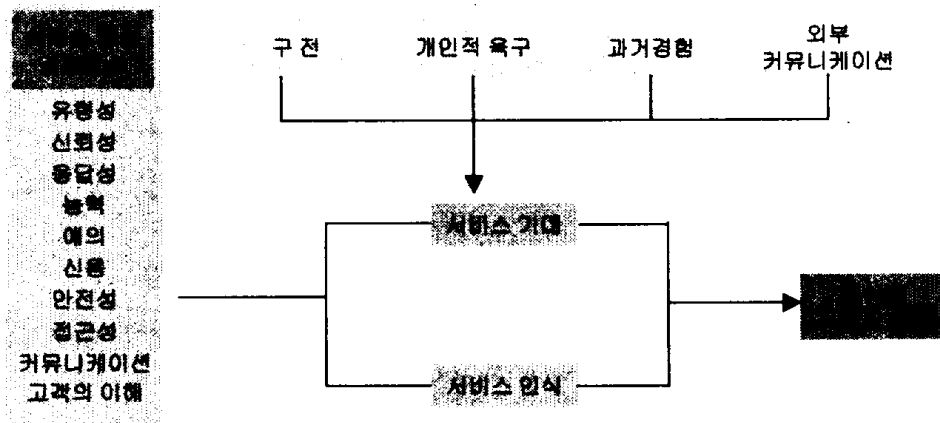 구 전
개인적 욕구
과거경험
외부
커뮤니케이션
유형성
신뢰성
응답성
능력
예의
신용
안전성
접근성
커뮤니케이션
고객의 이해
서비스 기대
서비스 인식